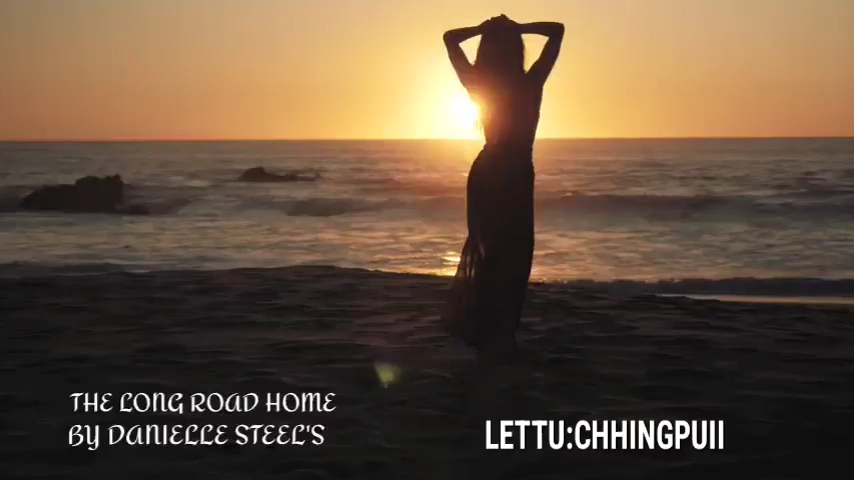 THE LONG ROAD HOME
BY DANIELLE STEEL'S
LETTU:CHHINGPUII